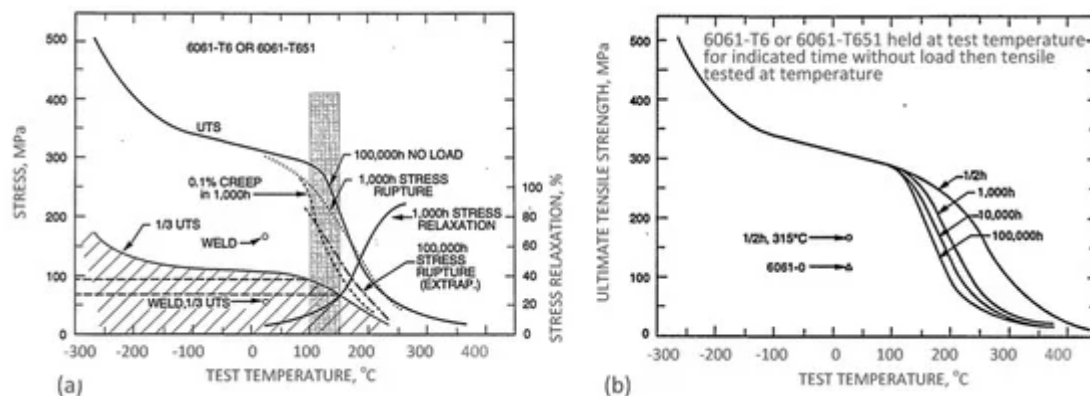 500
400
300
200
100
0
STRESS, MPa
6061-T6 OR 6061-T651
UTS
100,000h NO LOAD
1,000h STRESS
RUPTURE
0.1% CREEP
in 1,000h
1,000h STRESS
RELAXATION
1/3 UTS
WELD
100,000h
STRESS
RUPTURE
(EXTRAP.)
WELD, 1/3 UTS
100
80
60
40
20
0
STRESS RELAXATION, %
-300 -200 -100 0 100 200 300 400
TEST TEMPERATURE, °C
(a)
500
400
300
200
100
0
ULTIMATE TENSILE STRENGTH, MPa
6061-T6 or 6061-T651 held at test temperature
for indicated time without load then tensile
tested at temperature
1/2h
1,000h
10,000h
100,000h
1/2h, 315°C
6061-0
-300 -200 -100 0 100 200 300 400
TEST TEMPERATURE, °C
(b)